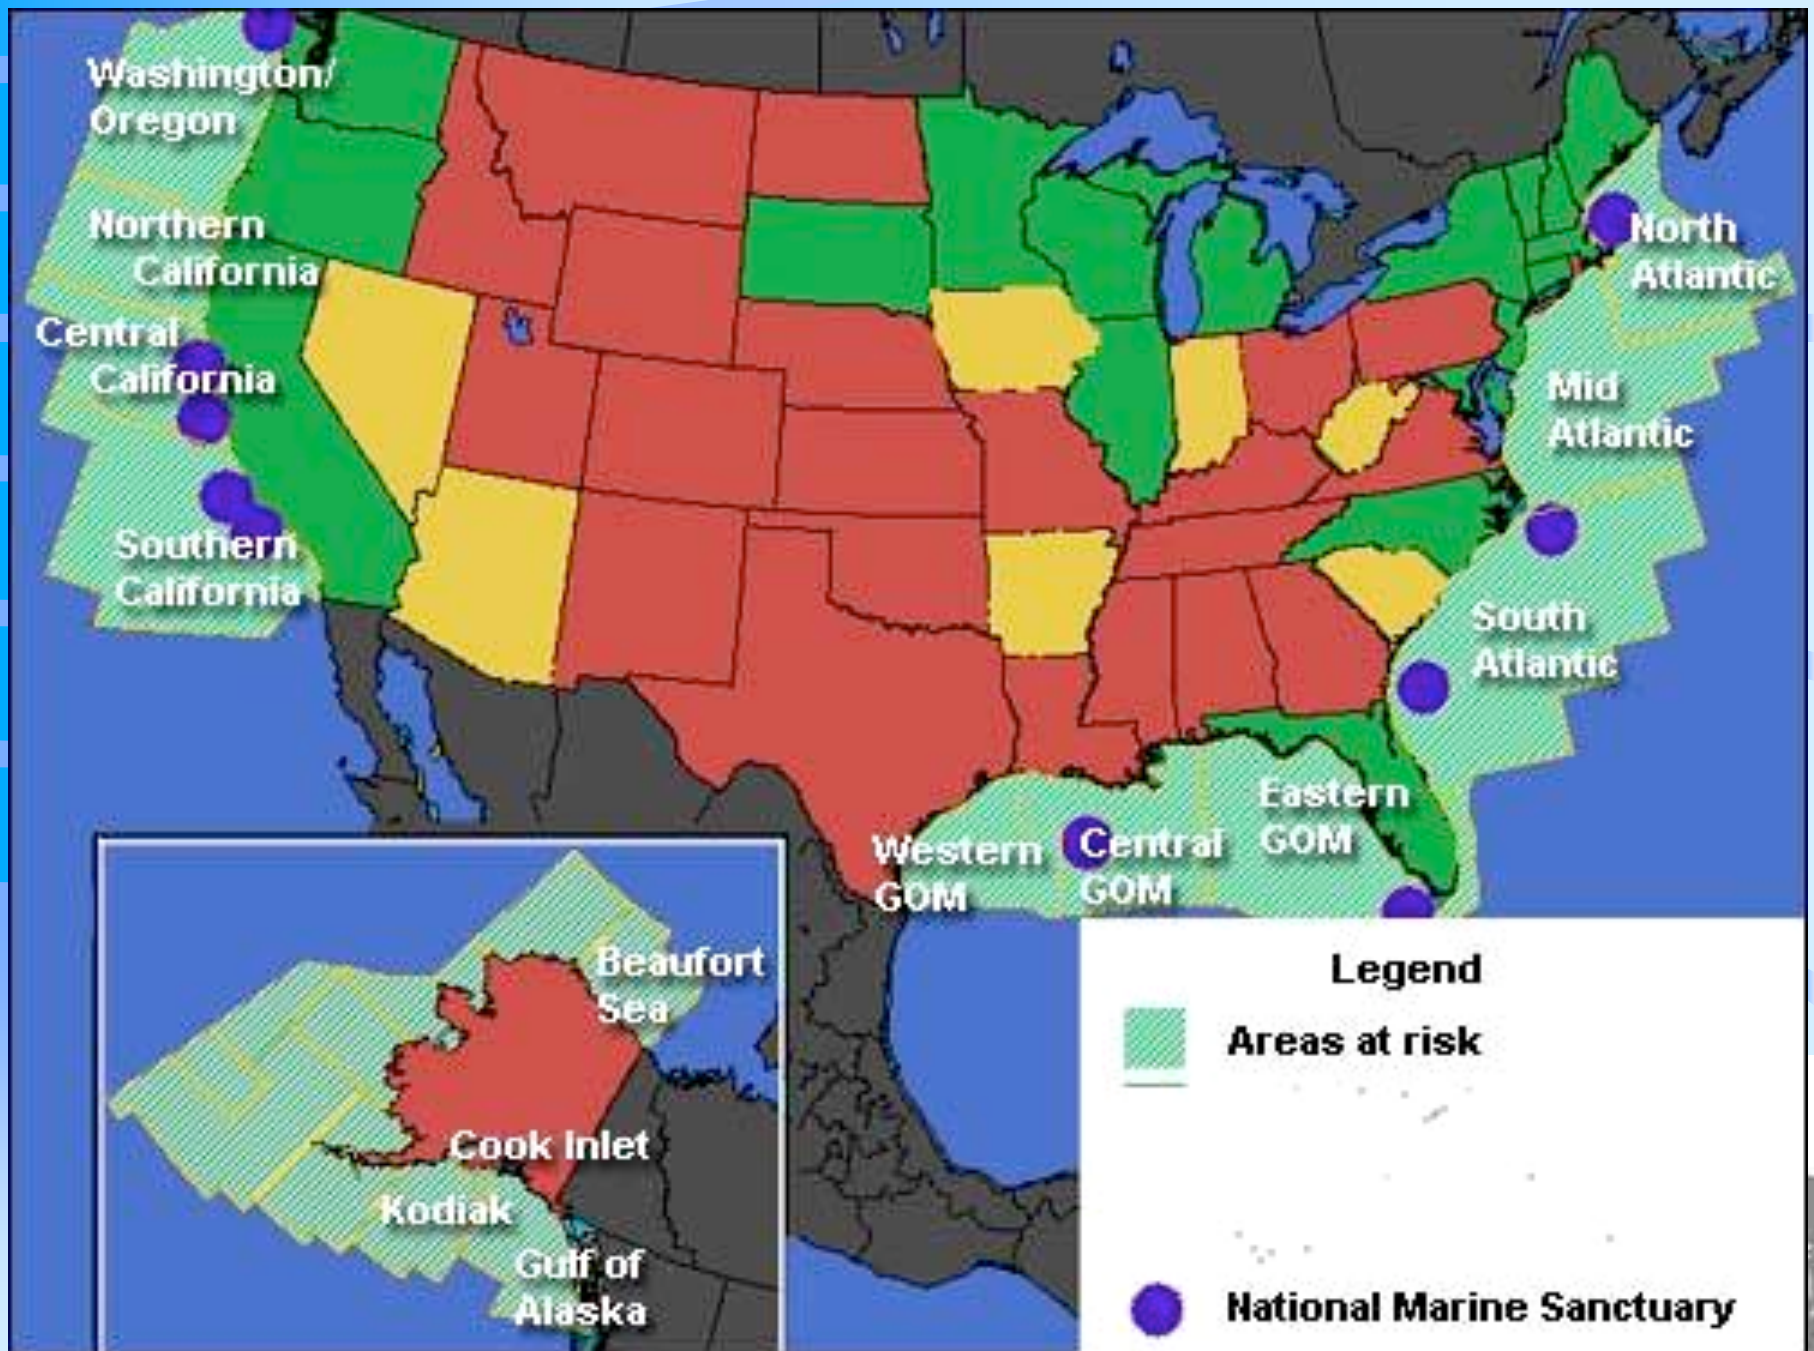 Washington/
Oregon
Northern
California
Central
California
Southern
California
North
Atlantic
Mid
Atlantic
South
Atlantic
Eastern
GOM
Central
GOM
Western
GOM
Beaufort
Sea
Cook Inlet
Kodiak
Gulf of
Alaska
Legend
Areas at risk
National Marine Sanctuary